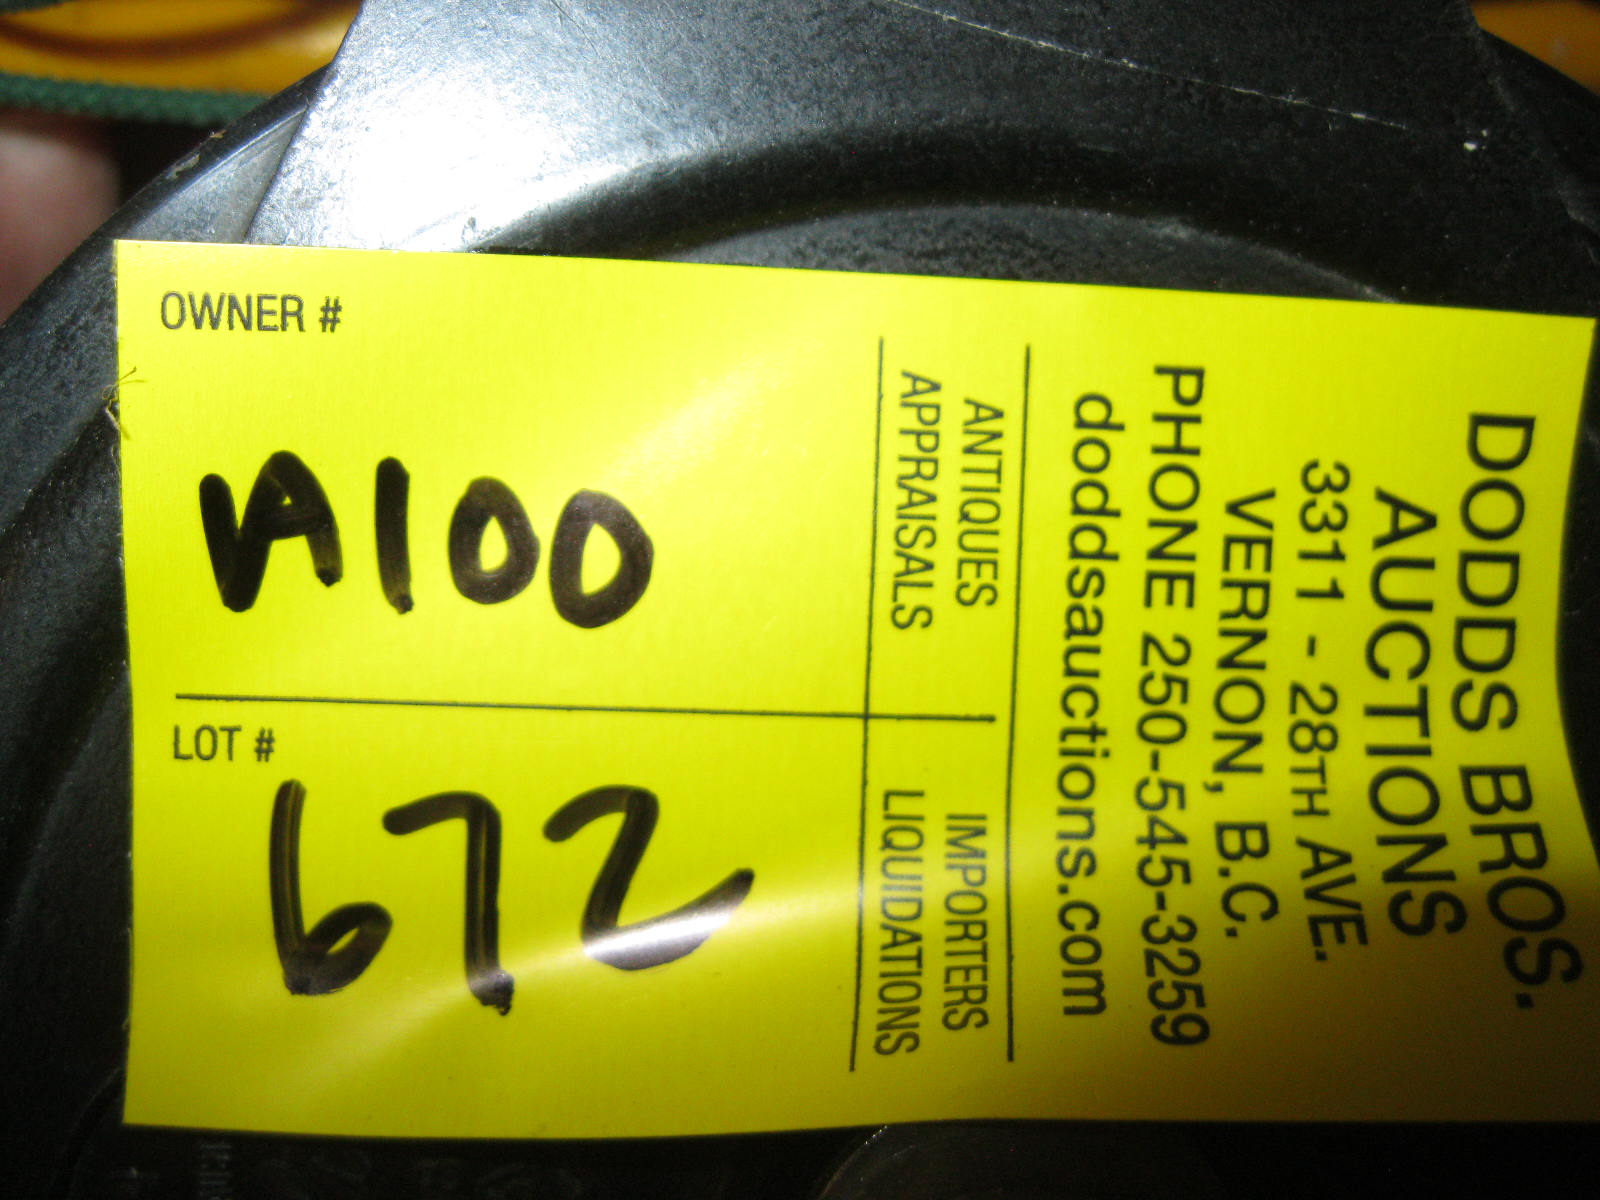 OWNER #
A100
LOT #
672
DODDS BROS.
AUCTIONS
3311 - 28TH AVE.
VERNON, B.C.
PHONE 250-545-3259
doddsauctions.com
ANTIQUES
APPRAISALS
IMPORTERS
LIQUIDATIONS